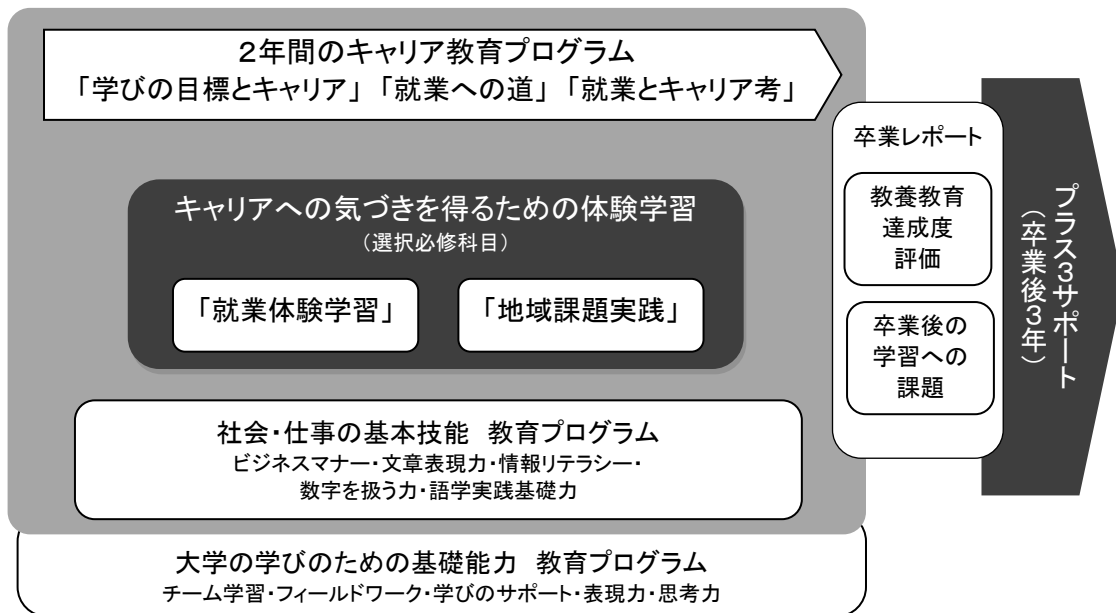 ２年間のキャリア教育プログラム
「学びの目標とキャリア」「就業への道」「就業とキャリア考」
キャリアへの気づきを得るための体験学習
（選択必修科目）
「就業体験学習」
「地域課題実践」
社会・仕事の基本技能　教育プログラム
ビジネスマナー・文章表現力・情報リテラシー・
数字を扱う力・語学実践基礎力
大学の学びのための基礎能力　教育プログラム
チーム学習・フィールドワーク・学びのサポート・表現力・思考力
卒業レポート
教養教育
達成度
評価
卒業後の
学習への
課題
プラス３サポート
（卒業後３年）